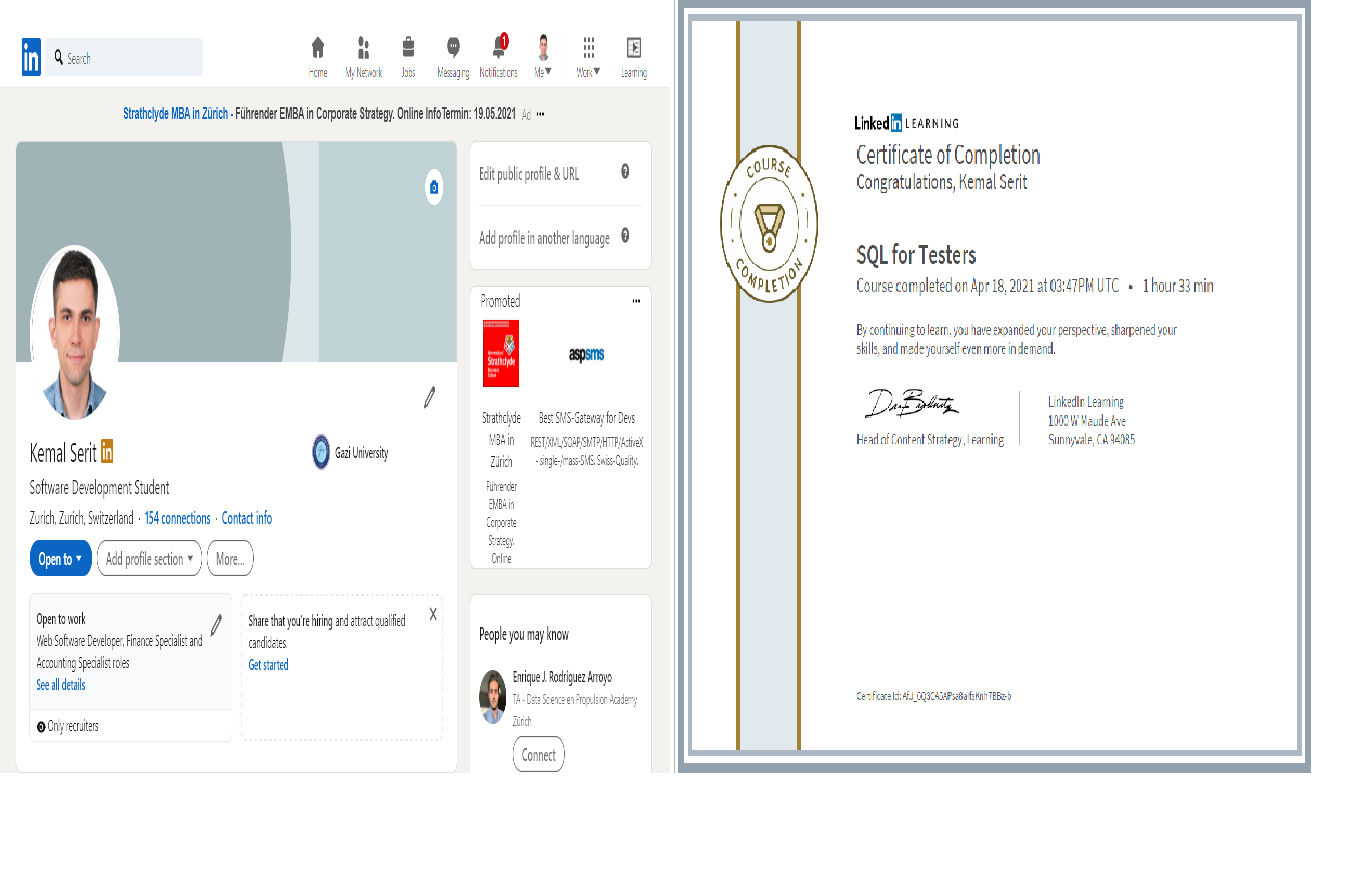 in
Search
1
Home
My Network
Jobs
Messaging
Notifications
Me
Work
Learning
Strathclyde MBA in Zürich - Führender EMBA in Corporate Strategy. Online InfoTermin: 19.05.2021 Ad
Edit public profile & URL
Add profile in another language
Promoted
University of
Strathclyde
Business
School
aspsms
Strathclyde
MBA in
Zürich
Führender
EMBA in
Corporate
Strategy.
Online
Best SMS-Gateway for Devs
REST/XML/SOAP/SMTP/HTTP/ActiveX
- single-/mass-SMS. Swiss-Quality.
Kemal Serit in
Gazi University
Software Development Student
Zurich, Zurich, Switzerland · 154 connections · Contact info
Open to
Add profile section
More...
Open to work
Web Software Developer, Finance Specialist and
Accounting Specialist roles
See all details
Only recruiters
Share that you're hiring and attract qualified
candidates.
Get started
X
People you may know
Enrique J. Rodríguez Arroyo
TA - Data Science en Propulsion Academy
Zürich
Connect
COURSE
COMPLETION
Linkedin LEARNING
Certificate of Completion
Congratulations, Kemal Serit
SQL for Testers
Course completed on Apr 18, 2021 at 03:47PM UTC • 1 hour 33 min
By continuing to learn, you have expanded your perspective, sharpened your
skills, and made yourself even more in demand.
Head of Content Strategy, Learning
LinkedIn Learning
1000 W Maude Ave
Sunnyvale, CA 94085
Certificate Id: